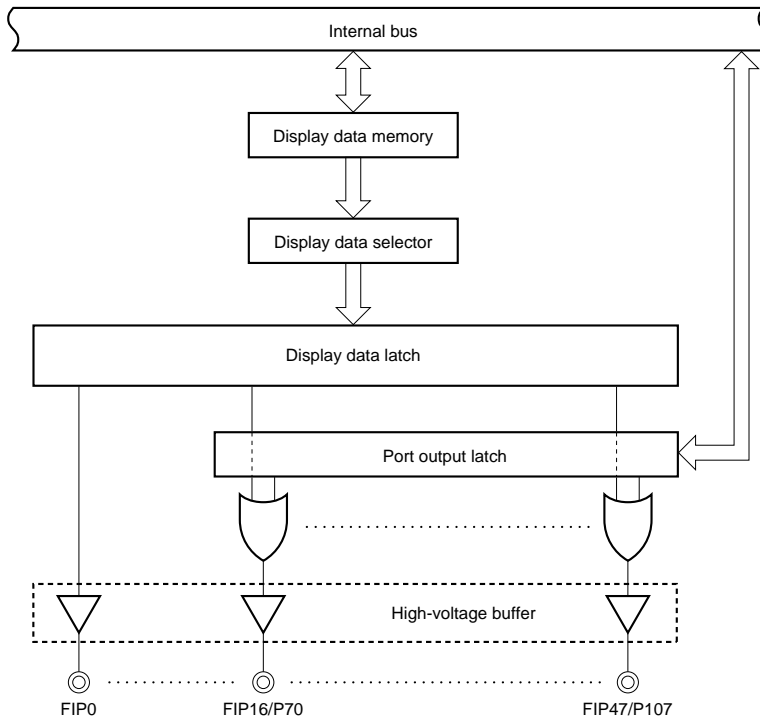 Internal bus
Display data memory
Display data selector
Display data latch
Port output latch
High-voltage buffer
FIP0
FIP16/P70
FIP47/P107